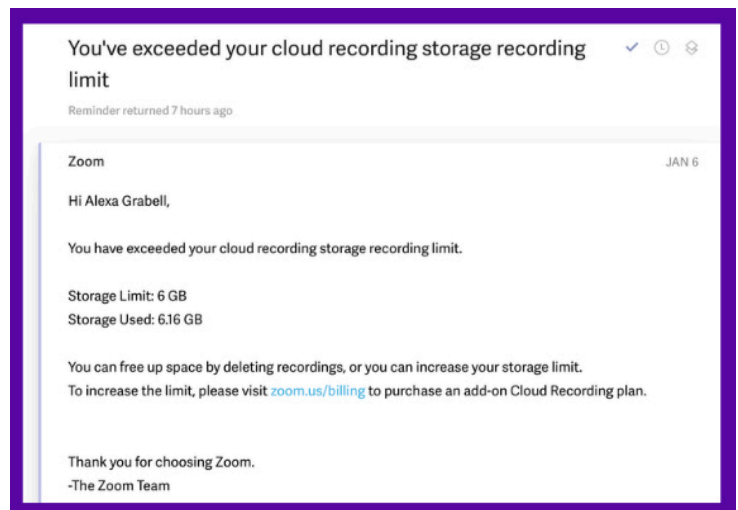 You've exceeded your cloud recording storage recording
limit
Reminder returned 7 hours ago
Zoom
JAN 6
Hi Alexa Grabell,
You have exceeded your cloud recording storage recording limit.
Storage Limit: 6 GB
Storage Used: 6.16 GB
You can free up space by deleting recordings, or you can increase your storage limit.
To increase the limit, please visit zoom.us/billing to purchase an add-on Cloud Recording plan.
Thank you for choosing Zoom.
-The Zoom Team